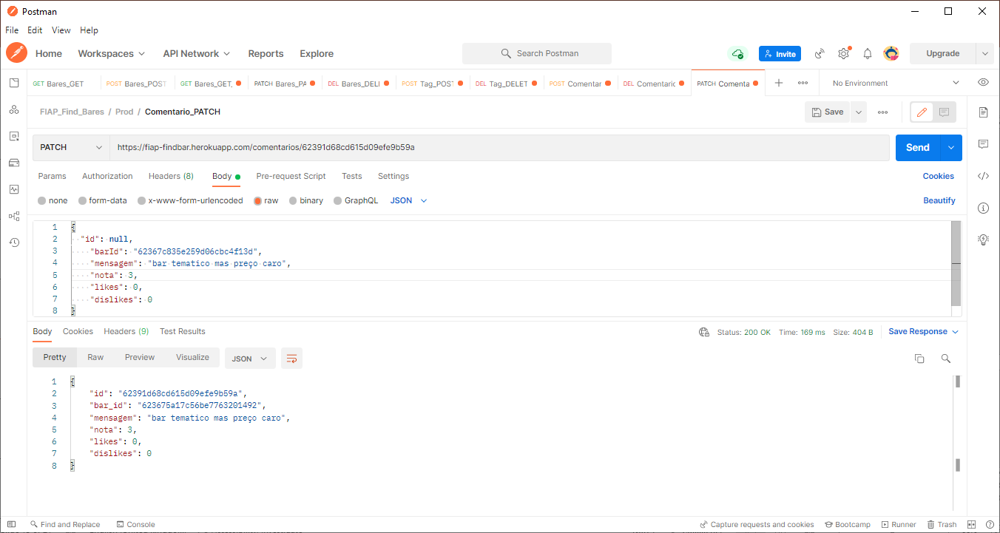 Postman
File Edit View Help
Home Workspaces API Network Reports Explore Search Postman Invite Upgrade
GET Bares_GET POST Bares_POST GET Bares_GET_ PATCH Bares_PA DEL Bares_DELE POST Tag_POST DEL Tag_DELET POST Comentar DEL Comentario PATCH Comenta No Environment
FIAP_Find_Bares / Prod / Comentario_PATCH Save
PATCH https://fiap-findbar.herokuapp.com/comentarios/62391d68cd615d09efe9b59a Send
Params Authorization Headers (8) Body Pre-request Script Tests Settings Cookies
none form-data x-www-form-urlencoded raw binary GraphQL JSON Beautify
1 {
2 "id": null,
3 "barId": "62367c835e259d06cbc4f13d",
4 "mensagem": "bar tematico mas preço caro",
5 "nota": 3,
6 "likes": 0,
7 "dislikes": 0
8 }
Body Cookies Headers (9) Test Results Status: 200 OK Time: 169 ms Size: 404 B Save Response
Pretty Raw Preview Visualize JSON
1 {
2 "id": "62391d68cd615d09efe9b59a",
3 "bar_id": "623675a17c56be7763201492",
4 "mensagem": "bar tematico mas preço caro",
5 "nota": 3,
6 "likes": 0,
7 "dislikes": 0
8 }
Find and Replace Console Capture requests and cookies Bootcamp Runner Trash